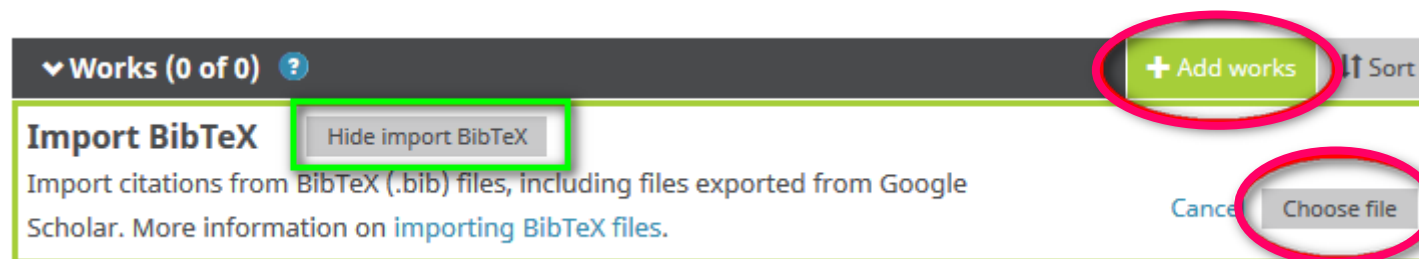 Works (0 of 0) ? + Add works Sort
Import BibTeX Hide import BibTeX
Import citations from BibTeX (.bib) files, including files exported from Google
Scholar. More information on importing BibTeX files.
Cancel Choose file